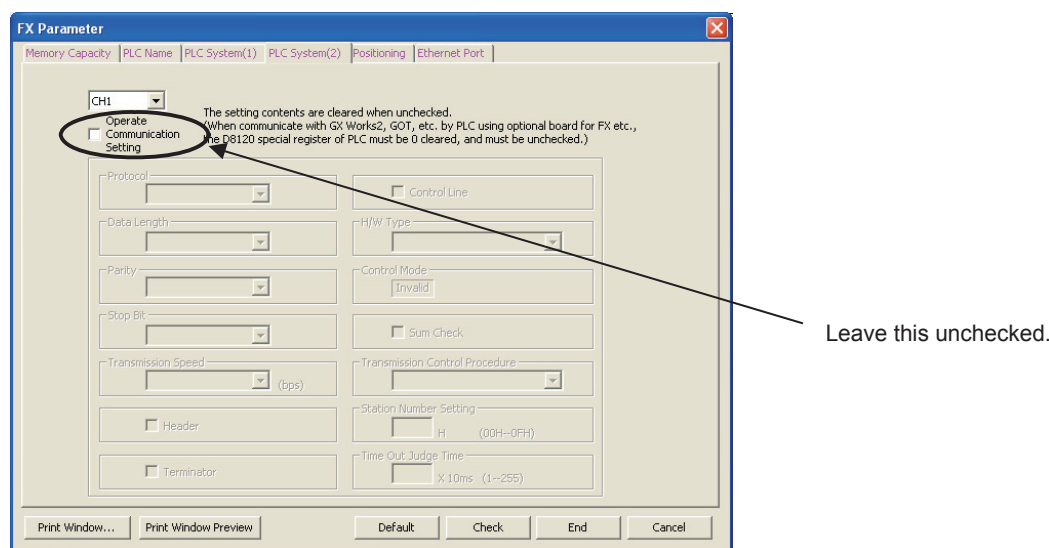 FX Parameter
Memory Capacity PLC Name PLC System(1) PLC System(2) Positioning Ethernet Port
CH1
Operate
Communication
Setting
The setting contents are cleared when unchecked.
(When communicate with GX Works2, GOT, etc. by PLC using optional board for FX etc.,
the D8120 special register of PLC must be 0 cleared, and must be unchecked.)
Protocol
Control Line
Data Length
H/W Type
Parity
Control Mode
Invalid
Stop Bit
Sum Check
Transmission Speed
(bps)
Transmission Control Procedure
Header
Station Number Setting
H (00H--0FH)
Terminator
Time Out Judge Time
X 10ms (1--255)
Leave this unchecked.
Print Window... Print Window Preview Default Check End Cancel